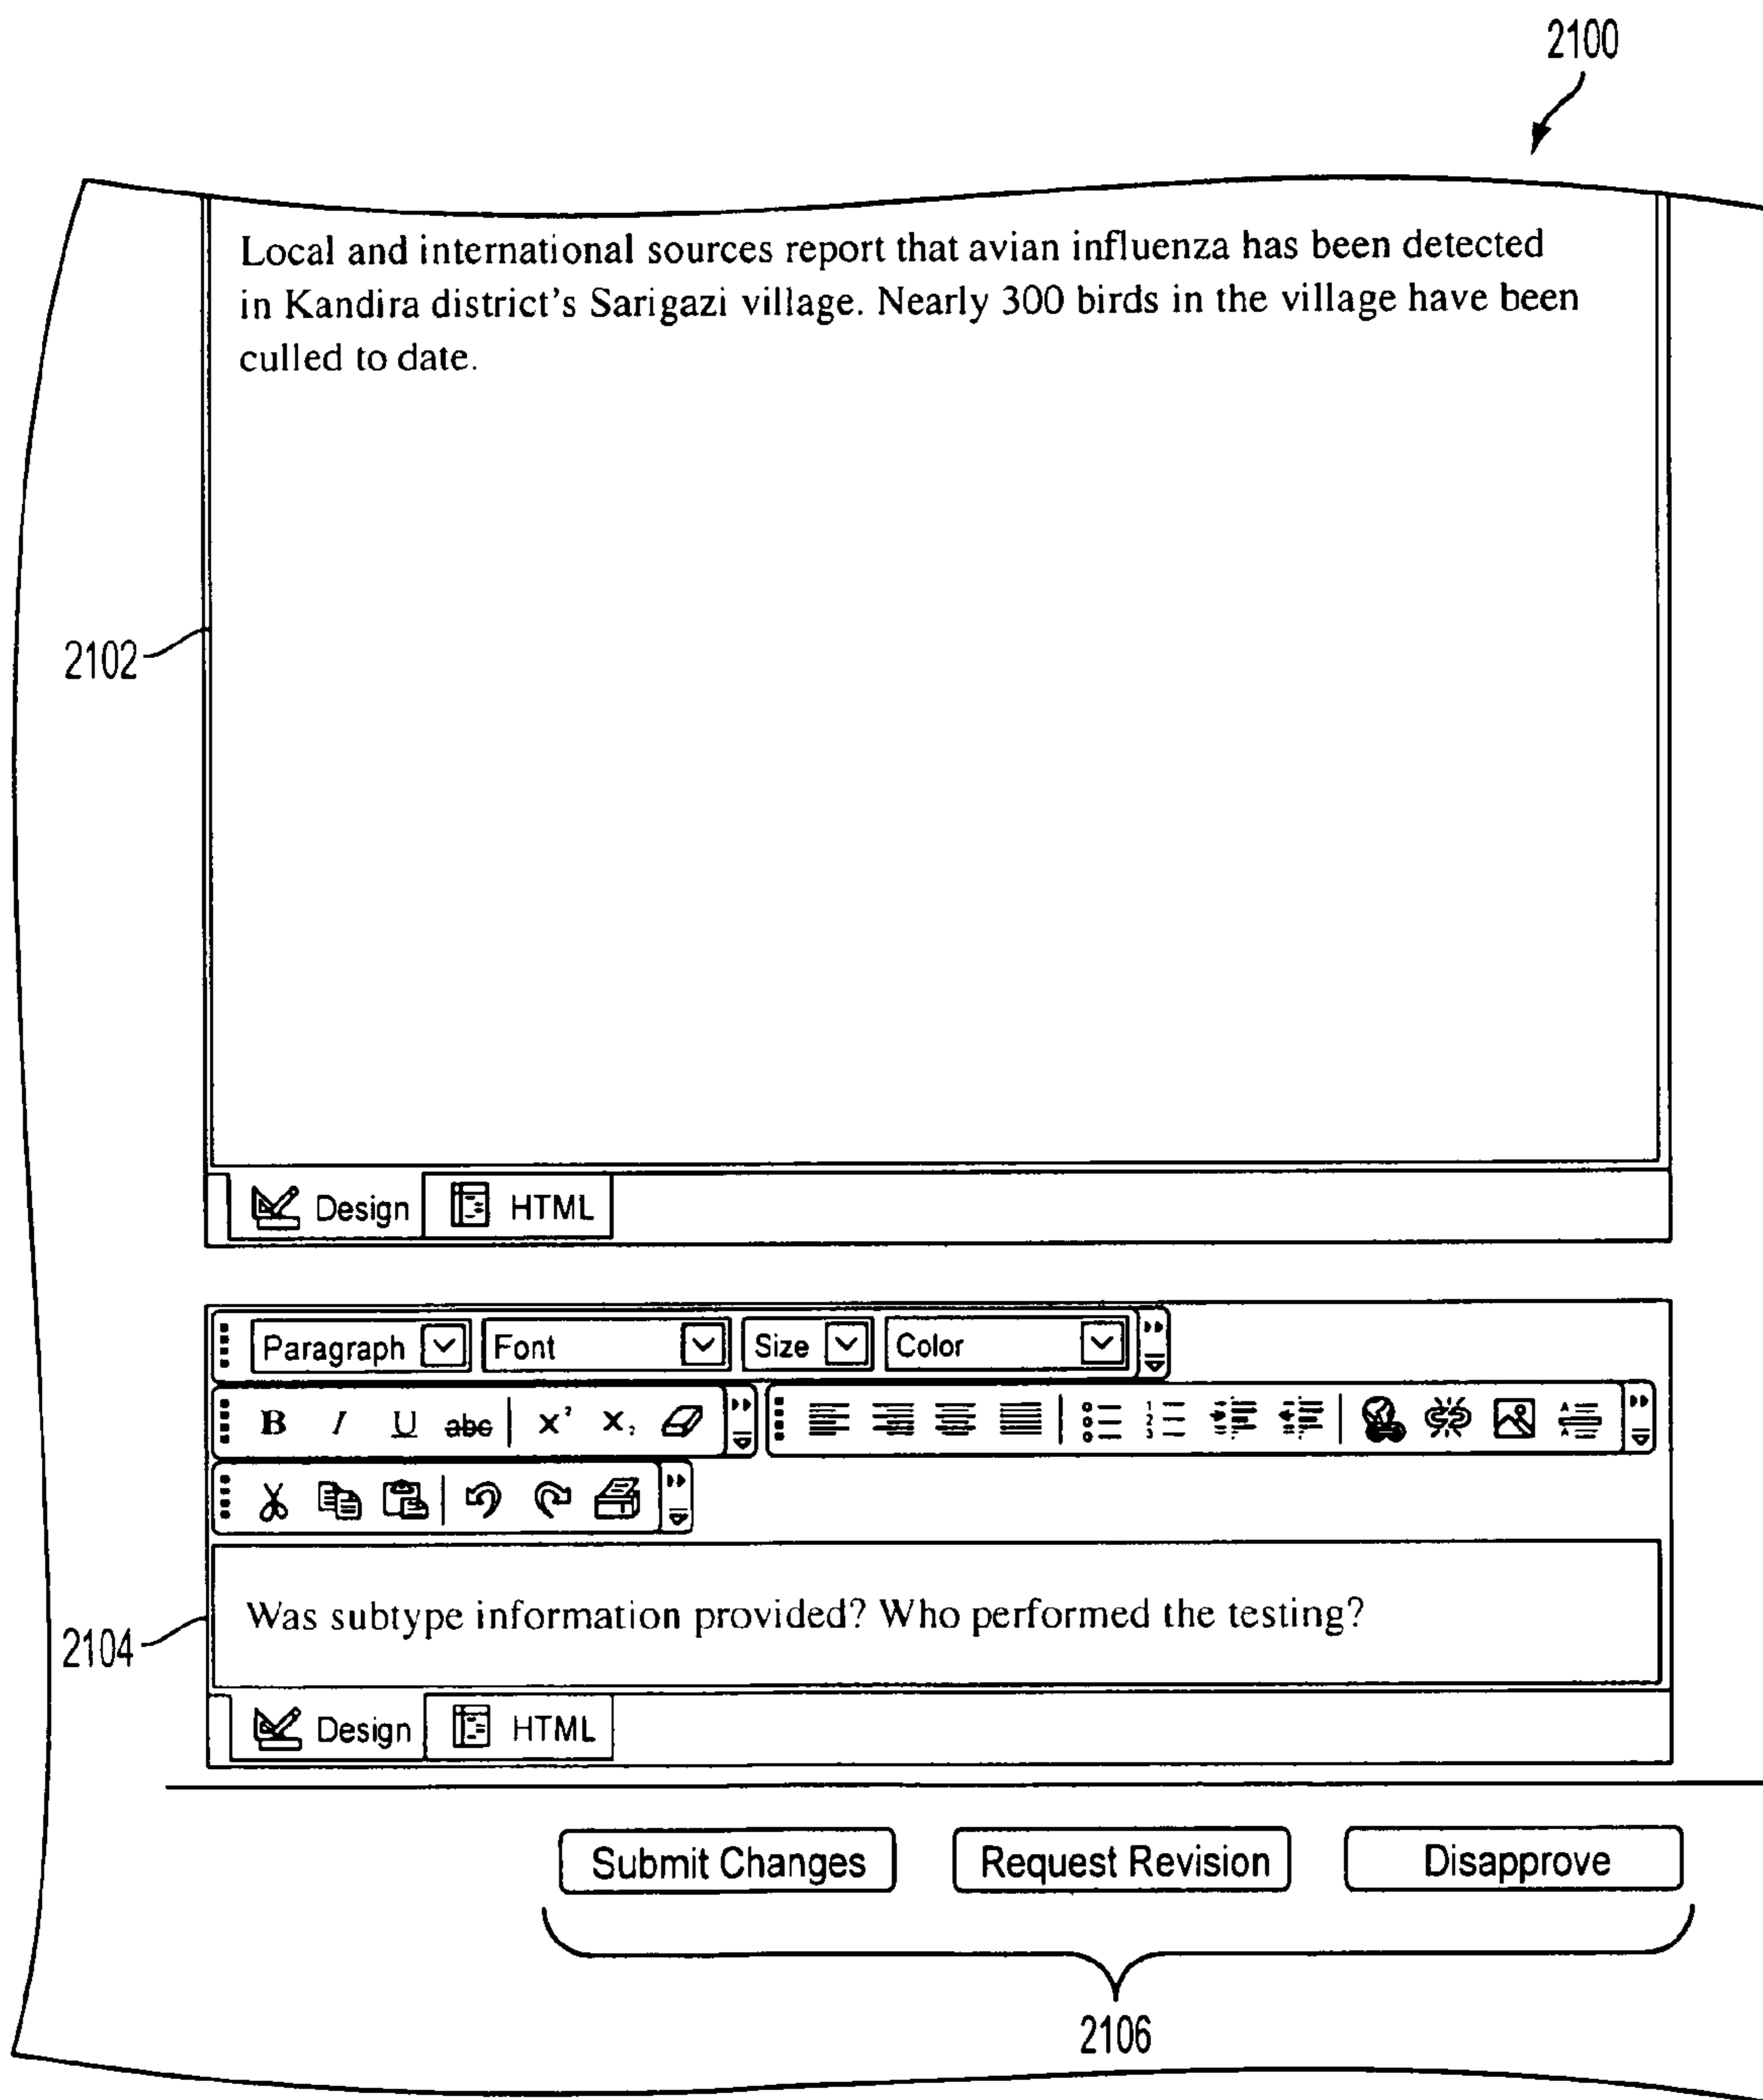 2100
Local and international sources report that avian influenza has been detected
in Kandira district's Sarigazi village. Nearly 300 birds in the village have been
culled to date.
2102
Design HTML
Paragraph Font Size Color
B I U abc x² x₂
Was subtype information provided? Who performed the testing?
2104
Design HTML
Submit Changes Request Revision Disapprove
2106